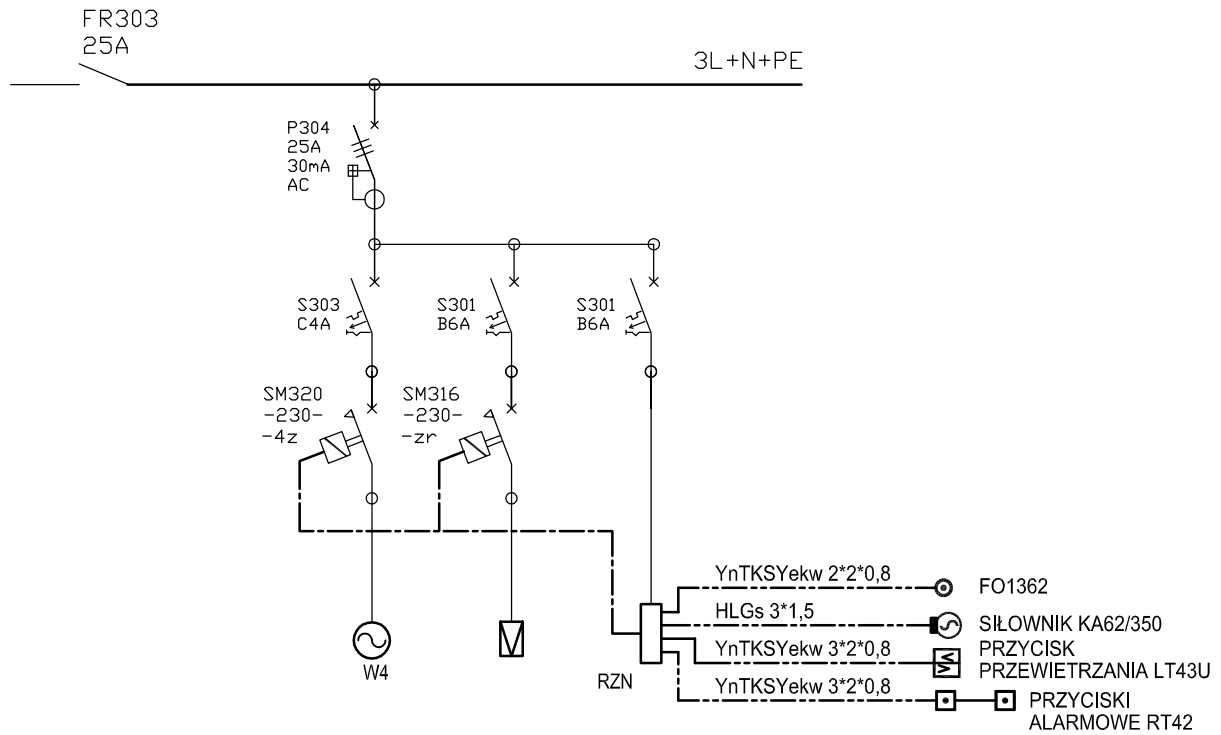 FR303
25A
3L+N+PE
P304
25A
30mA
AC
S303
C4A
S301
B6A
S301
B6A
SM320
-230-
-4z
SM316
-230-
-zr
W4
RZN
YnTKSYekw 2*2*0,8
FO1362
HLGs 3*1,5
SIŁOWNIK KA62/350
YnTKSYekw 3*2*0,8
PRZYCISK
PRZEWIETRZANIA LT43U
YnTKSYekw 3*2*0,8
PRZYCISKI
ALARMOWE RT42